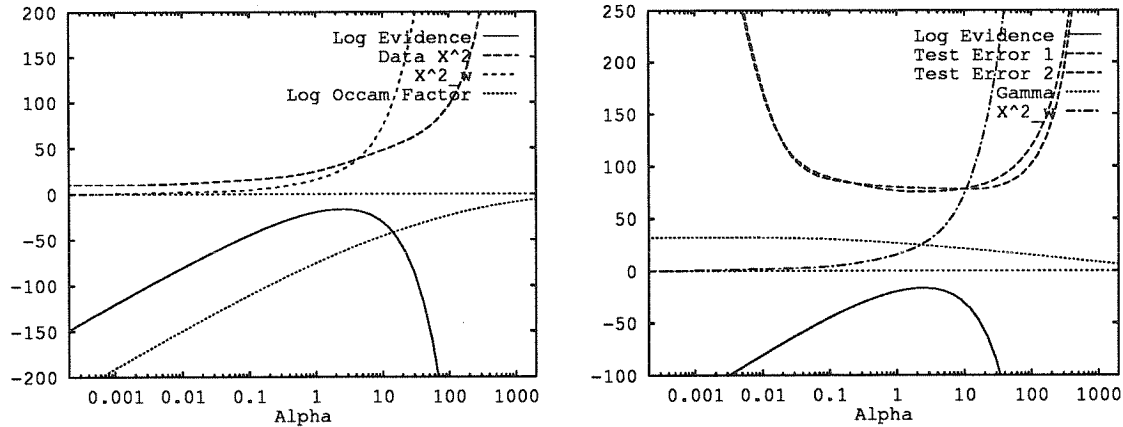 200
150
100
50
0
-50
-100
-150
-200
Log Evidence
Data X^2
X^2_w
Log Occam Factor
0.001 0.01 0.1 1 10 100 1000
Alpha
250
200
150
100
50
0
-50
-100
Log Evidence
Test Error 1
Test Error 2
Gamma
X^2_w
0.001 0.01 0.1 1 10 100 1000
Alpha